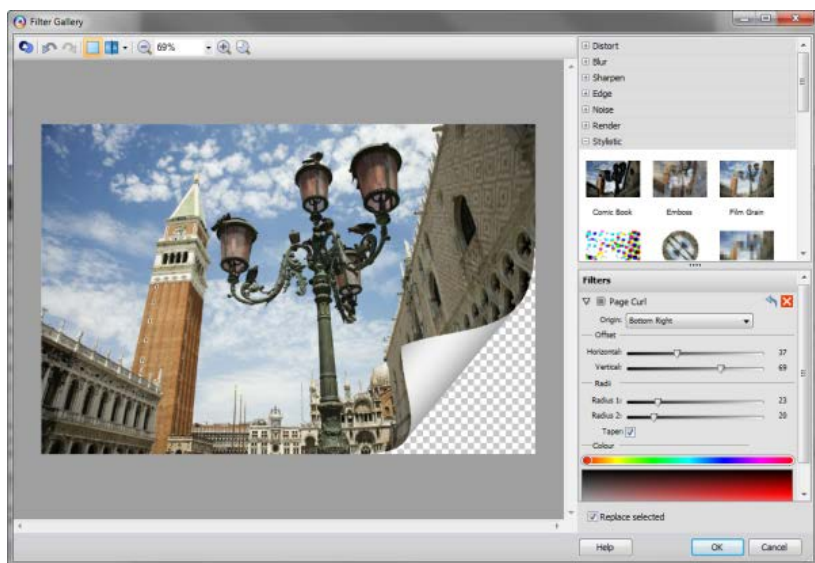 Filter Gallery
69%
Distort
Blur
Sharpen
Edge
Noise
Render
Stylistic
Comic Book Emboss Film Grain
Filters
Page Curl
Origin: Bottom Right
Offset
Horizontal: 37
Vertical: 69
Radii
Radius 1: 23
Radius 2: 20
Taper:
Colour
Replace selected
Help OK Cancel